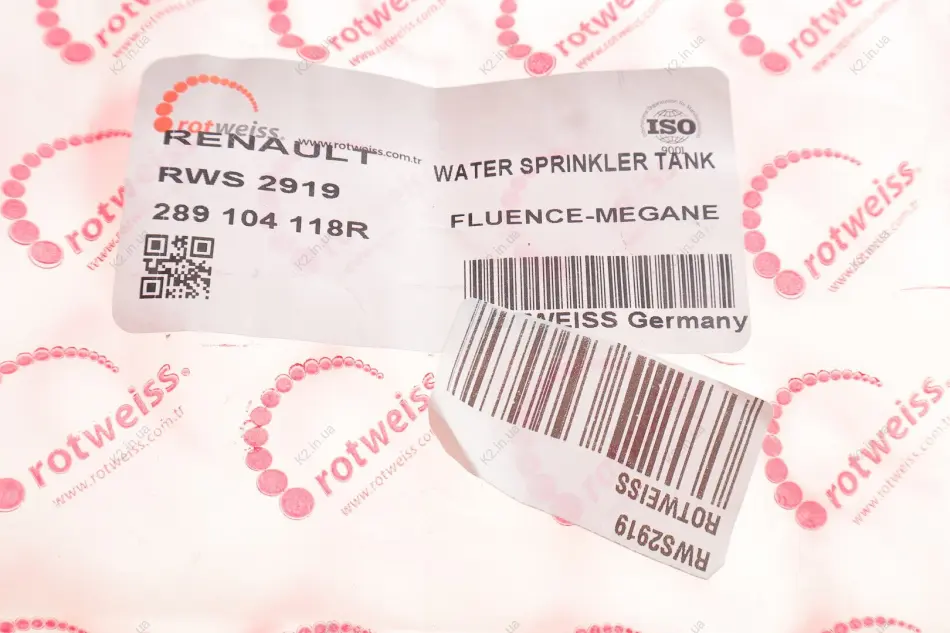 rotweiss.
www.rotweiss.com.tr
RENAULT
RWS 2919
289 104 118R
ISO
9001
WATER SPRINKLER TANK
FLUENCE-MEGANE
WEISS Germany
ROTWEISS
RWS2919
rotweiss
www.rotweiss.com.tr
K2.in.ua